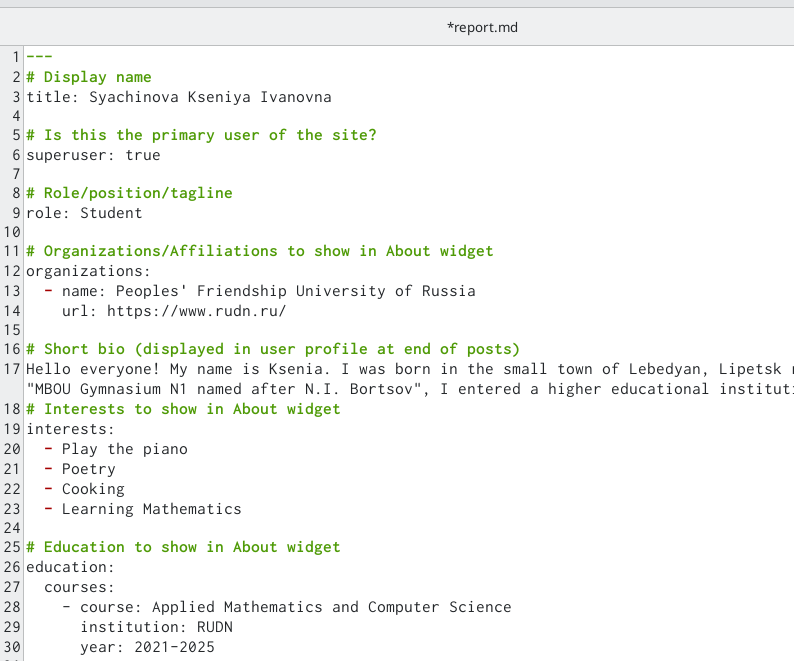 *report.md
1 ---
2 # Display name
3 title: Syachinova Kseniya Ivanovna
4
5 # Is this the primary user of the site?
6 superuser: true
7
8 # Role/position/tagline
9 role: Student
10
11 # Organizations/Affiliations to show in About widget
12 organizations:
13   - name: Peoples' Friendship University of Russia
14     url: https://www.rudn.ru/
15
16 # Short bio (displayed in user profile at end of posts)
17 Hello everyone! My name is Ksenia. I was born in the small town of Lebedyan, Lipetsk
"MBOU Gymnasium N1 named after N.I. Bortsov", I entered a higher educational
18 # Interests to show in About widget
19 interests:
20   - Play the piano
21   - Poetry
22   - Cooking
23   - Learning Mathematics
24
25 # Education to show in About widget
26 education:
27   courses:
28     - course: Applied Mathematics and Computer Science
29       institution: RUDN
30       year: 2021-2025